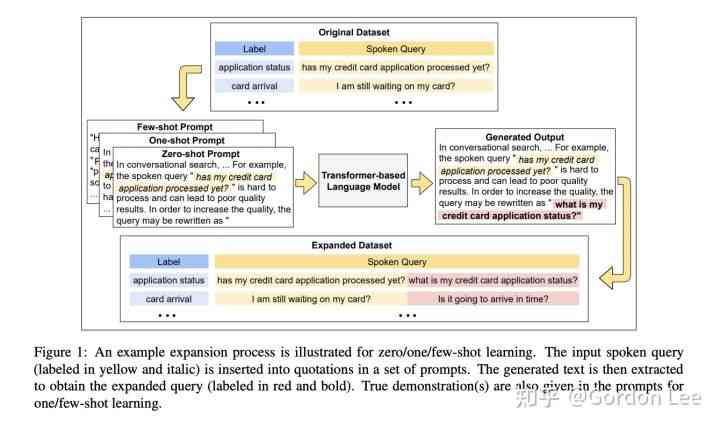 Original Dataset
Label
Spoken Query
application status
has my credit card application processed yet?
card arrival
I am still waiting on my card?
• • •
• • •
Few-shot Prompt
"H
ca
"F
"p
so
...
One-shot Prompt
In
the
ap
to
ha
...
Zero-shot Prompt
In conversational search, ... For example,
the spoken query " has my credit card
application processed yet? " is hard to
process and can lead to poor quality
results. In order to increase the quality, the
query may be rewritten as "
Transformer-based
Language Model
Generated Output
In conversational search, ... For example,
the spoken query " has my credit card
application processed yet? " is hard to
process and can lead to poor quality
results. In order to increase the quality, the
query may be rewritten as " what is my
credit card application status?"
Expanded Dataset
Label
Spoken Query
application status
has my credit card application processed yet?
what is my credit card application status?
card arrival
I am still waiting on my card?
Is it going to arrive in time?
• • •
• • •
Figure 1: An example expansion process is illustrated for zero/one/few-shot learning. The input spoken query
(labeled in yellow and italic) is inserted into quotations in a set of prompts. The generated text is then extracted
to obtain the expanded query (labeled in red and bold). True demonstration(s) are also given in the prompts for
one/few-shot learning.
知乎 @Gordon Lee